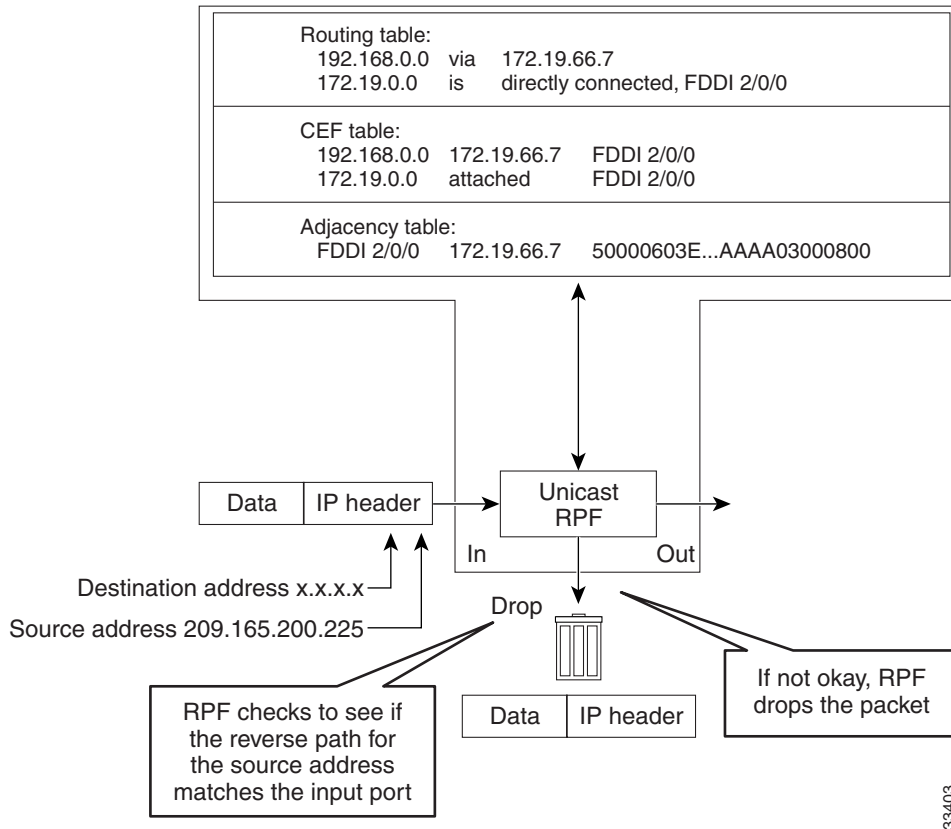 Routing table:
192.168.0.0 via 172.19.66.7
172.19.0.0 is directly connected, FDDI 2/0/0
CEF table:
192.168.0.0 172.19.66.7 FDDI 2/0/0
172.19.0.0 attached FDDI 2/0/0
Adjacency table:
FDDI 2/0/0 172.19.66.7 50000603E...AAAA03000800
Data IP header
Unicast
RPF
In Out
Destination address x.x.x.x
Source address 209.165.200.225
Drop
RPF checks to see if
the reverse path for
the source address
matches the input port
Data IP header
If not okay, RPF
drops the packet
33403